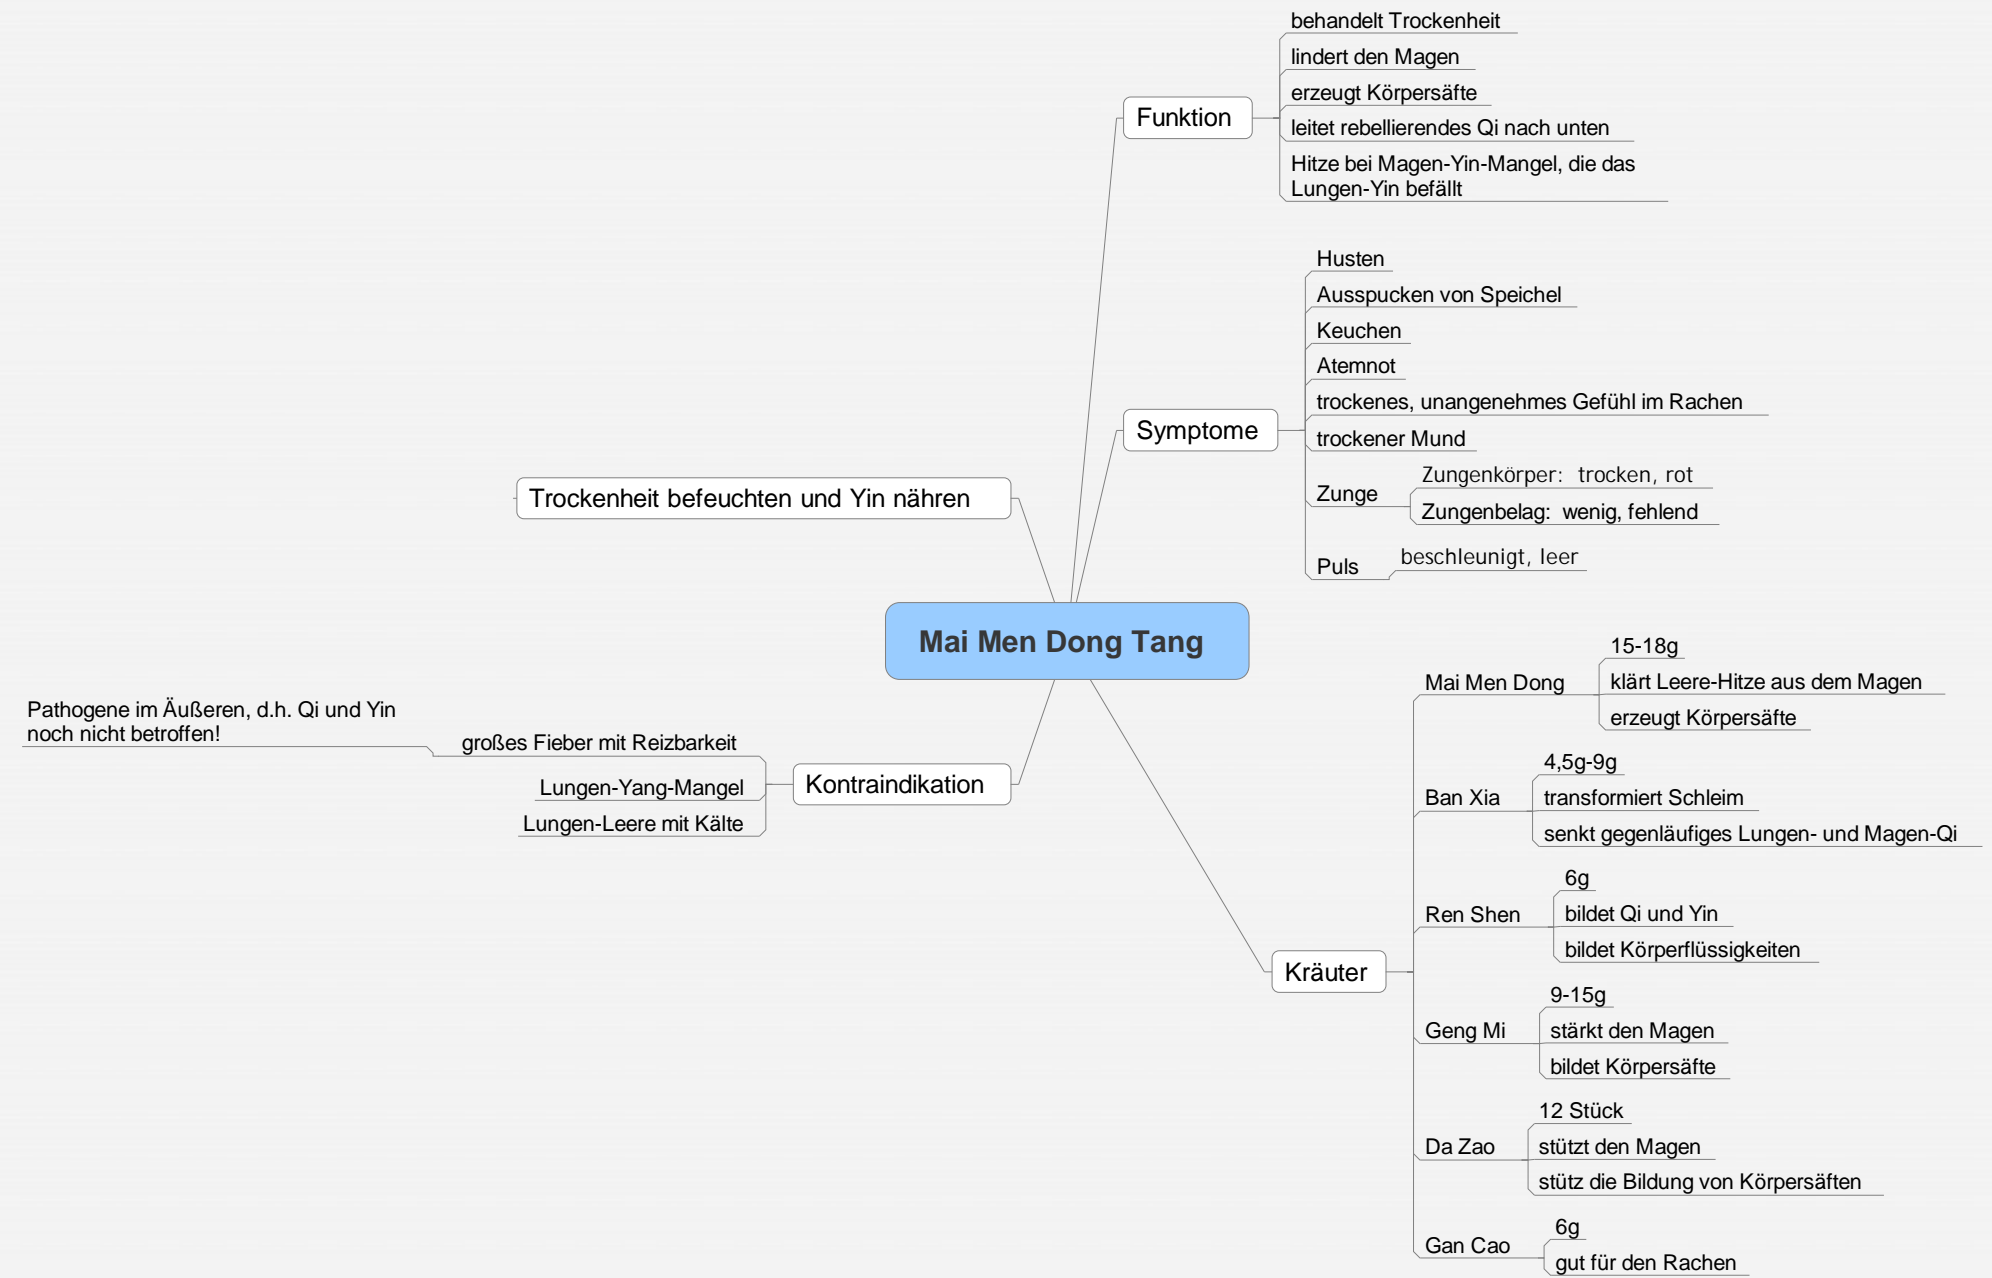 Mai Men Dong Tang
Funktion
behandelt Trockenheit
lindert den Magen
erzeugt Körpersäfte
leitet rebellierendes Qi nach unten
Hitze bei Magen-Yin-Mangel, die das
Lungen-Yin befällt
Symptome
Husten
Ausspucken von Speichel
Keuchen
Atemnot
trockenes, unangenehmes Gefühl im Rachen
trockener Mund
Zunge
Zungenkörper: trocken, rot
Zungenbelag: wenig, fehlend
Puls
beschleunigt, leer
Kräuter
Mai Men Dong
15-18g
klärt Leere-Hitze aus dem Magen
erzeugt Körpersäfte
Ban Xia
4,5g-9g
transformiert Schleim
senkt gegenläufiges Lungen- und Magen-Qi
Ren Shen
6g
bildet Qi und Yin
bildet Körperflüssigkeiten
Geng Mi
9-15g
stärkt den Magen
bildet Körpersäfte
Da Zao
12 Stück
stützt den Magen
stütz die Bildung von Körpersäften
Gan Cao
6g
gut für den Rachen
Kontraindikation
großes Fieber mit Reizbarkeit
Pathogene im Äußeren, d.h. Qi und Yin
noch nicht betroffen!
Lungen-Yang-Mangel
Lungen-Leere mit Kälte
Trockenheit befeuchten und Yin nähren